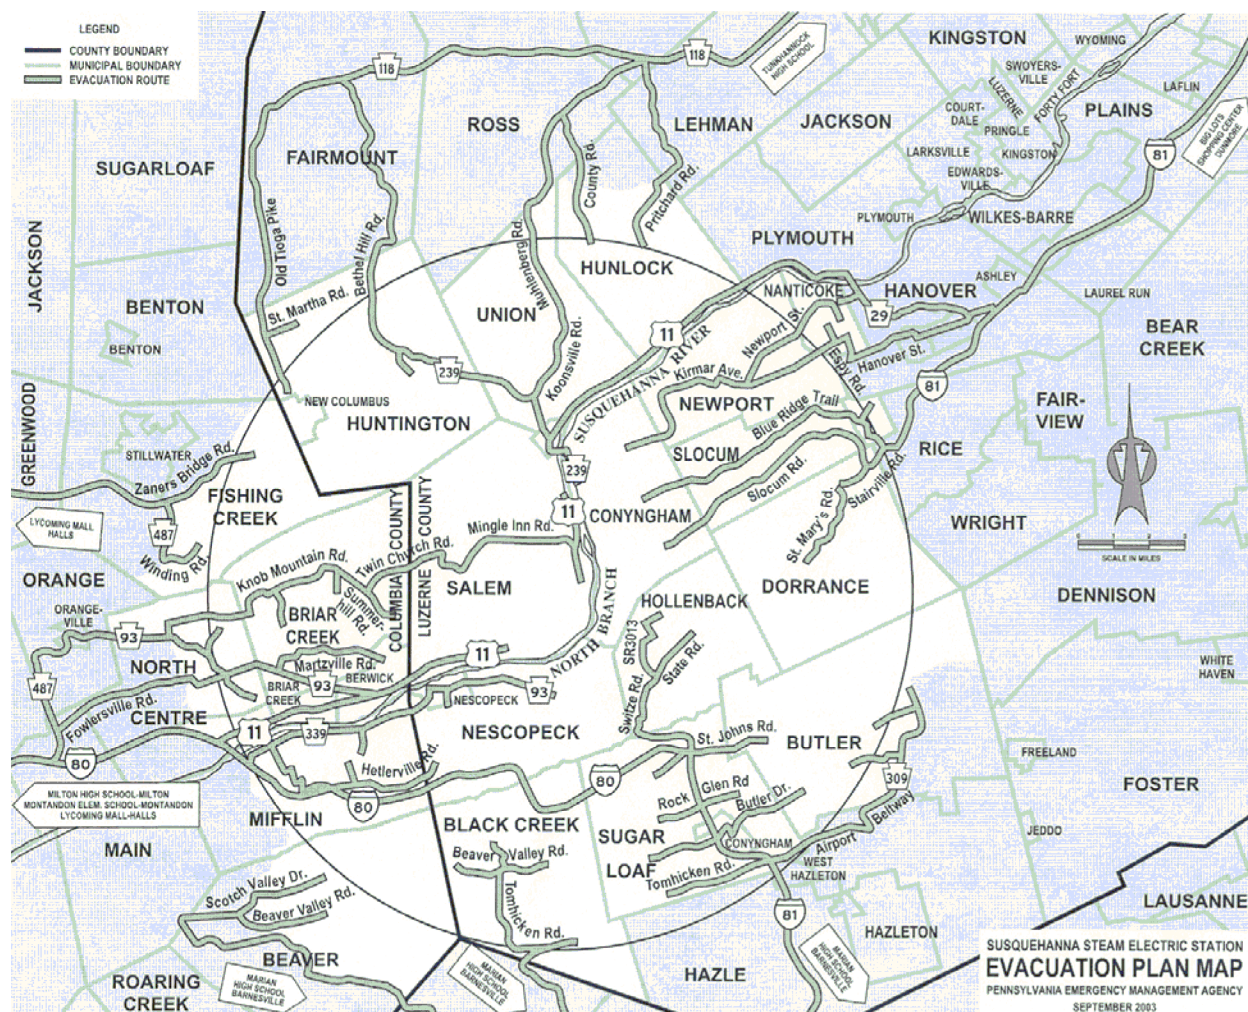 LEGEND
COUNTY BOUNDARY
MUNICIPAL BOUNDARY
EVACUATION ROUTE
118
118
TUNKHANNOCK
HIGH SCHOOL
KINGSTON
WYOMING
SWOYERS-
VILLE
LUZERNE
FORTY FORT
COURT-
DALE
PRINGLE
PLAINS
LAFLIN
LARKSVILLE
KINGSTON
EDWARDS-
VILLE
81
BIG LOTS
SHOPPING CENTER
DUNMORE
ROSS
LEHMAN
JACKSON
SUGARLOAF
FAIRMOUNT
County Rd.
Pritchard Rd.
Old Tioga Pike
Bethel Hill Rd.
Muhlenberg Rd.
PLYMOUTH
WILKES-BARRE
PLYMOUTH
JACKSON
HUNLOCK
ASHLEY
NANTICOKE
HANOVER
LAUREL RUN
BENTON
St. Martha Rd.
UNION
29
BEAR
CREEK
BENTON
11
SUSQUEHANNA RIVER
Newport St.
Espy Rd.
Hanover St.
239
Koonsville Rd.
Kirmar Ave.
81
GREENWOOD
NEW COLUMBUS
HUNTINGTON
NEWPORT
FAIR-
VIEW
STILLWATER
Blue Ridge Trail
SLOCUM
RICE
Zaners Bridge Rd.
239
Slocum Rd.
Stairville Rd.
St. Mary's Rd.
FISHING
CREEK
COLUMBIA COUNTY
LUZERNE COUNTY
11
CONYNGHAM
WRIGHT
LYCOMING MALL
HALLS
487
Winding Rd.
Mingle Inn Rd.
Twin Church Rd.
Knob Mountain Rd.
SCALE IN MILES
ORANGE
SALEM
DORRANCE
DENNISON
Summer-
hill Rd.
HOLLENBACK
ORANGE-
VILLE
BRIAR
CREEK
93
NORTH BRANCH
SR3013
State Rd.
NORTH
Martzville Rd.
11
WHITE
HAVEN
487
BERWICK
BRIAR
CREEK
93
93
NESCOPECK
Switze Rd.
Fowlersville Rd.
CENTRE
11
339
NESCOPECK
St. Johns Rd.
BUTLER
FREELAND
80
Hetlerville Rd.
80
309
FOSTER
MILTON HIGH SCHOOL-MILTON
MONTANDON ELEM. SCHOOL-MONTANDON
LYCOMING MALL-HALLS
80
Rock Glen Rd
Butler Dr.
MIFFLIN
BLACK CREEK
SUGAR
LOAF
CONYNGHAM
Airport Beltway
JEDDO
MAIN
Beaver Valley Rd.
WEST
HAZLETON
Tomhicken Rd.
Scotch Valley Dr.
Beaver Valley Rd.
Tomhicken Rd.
81
LAUSANNE
HAZLETON
BEAVER
MARIAN
HIGH SCHOOL
BARNESVILLE
MARIAN
HIGH SCHOOL
BARNESVILLE
HAZLE
MARIAN
HIGH SCHOOL
BARNESVILLE
ROARING
CREEK
SUSQUEHANNA STEAM ELECTRIC STATION
EVACUATION PLAN MAP
PENNSYLVANIA EMERGENCY MANAGEMENT AGENCY
SEPTEMBER 2003